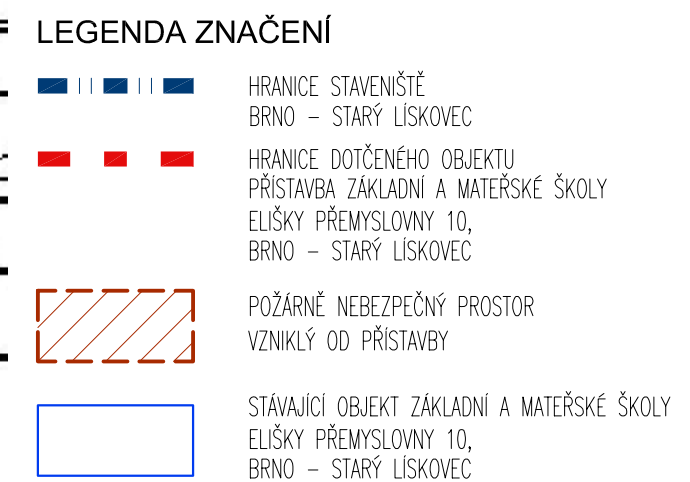 LEGENDA ZNAČENÍ
HRANICE STAVENIŠTĚ
BRNO – STARÝ LÍSKOVEC
HRANICE DOTČENÉHO OBJEKTU
PŘÍSTAVBA ZÁKLADNÍ A MATEŘSKÉ ŠKOLY
ELIŠKY PŘEMYSLOVNY 10,
BRNO – STARÝ LÍSKOVEC
POŽÁRNĚ NEBEZPEČNÝ PROSTOR
VZNIKLÝ OD PŘÍSTAVBY
STÁVAJÍCÍ OBJEKT ZÁKLADNÍ A MATEŘSKÉ ŠKOLY
ELIŠKY PŘEMYSLOVNY 10,
BRNO – STARÝ LÍSKOVEC